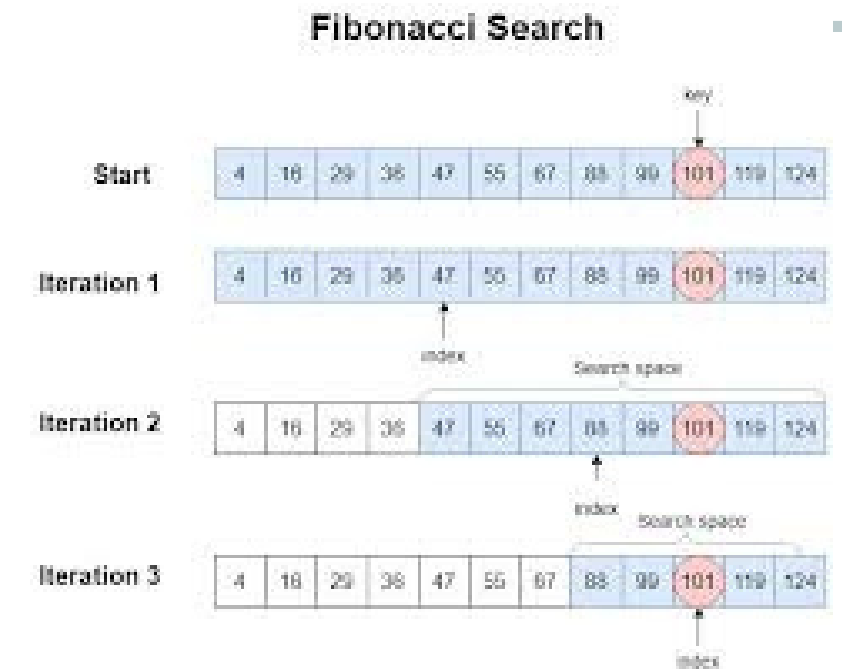 Fibonacci Search
key
Start 4 16 29 36 47 55 67 88 99 101 119 124
Iteration 1 4 16 29 36 47 55 67 88 99 101 119 124
index
Search space
Iteration 2 4 16 29 36 47 55 67 88 99 101 119 124
index
Search space
Iteration 3 4 16 29 36 47 55 67 88 99 101 119 124
index